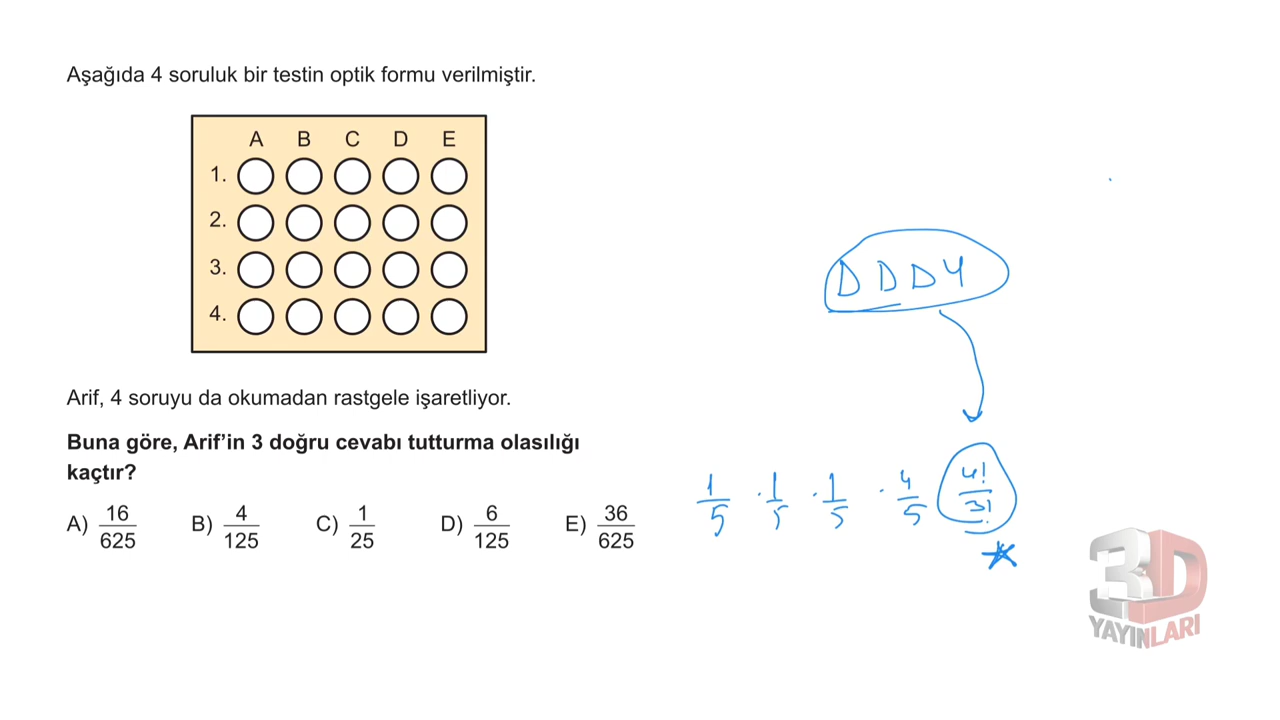 Aşağıda 4 soruluk bir testin optik formu verilmiştir.
A B C D E
1.
2.
3.
4.
Arif, 4 soruyu da okumadan rastgele işaretliyor.
Buna göre, Arif’in 3 doğru cevabı tutturma olasılığı
kaçtır?
A) 16/625 B) 4/125 C) 1/25 D) 6/125 E) 36/625
D D D Y
1/5 · 1/5 · 1/5 · 4/5 4!/3!
3D
YAYINLARI